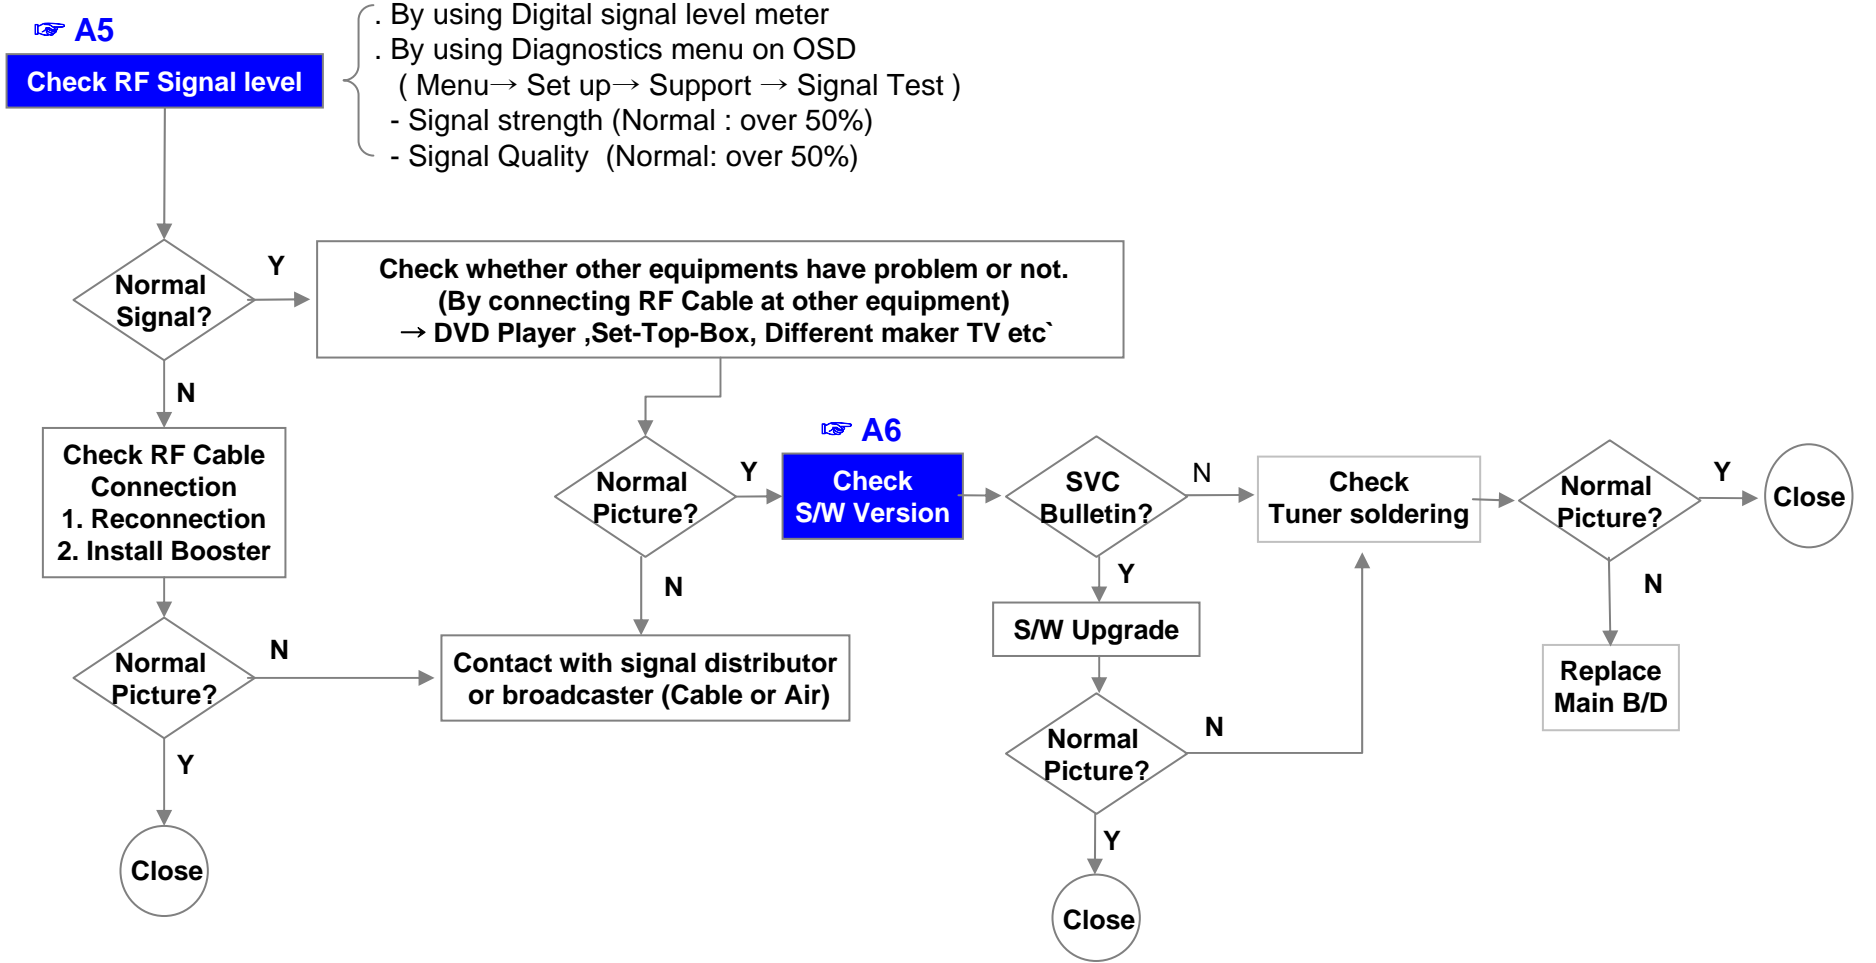 ☞ A5
Check RF Signal level
. By using Digital signal level meter
. By using Diagnostics menu on OSD
( Menu→ Set up→ Support → Signal Test )
- Signal strength (Normal : over 50%)
- Signal Quality (Normal: over 50%)
Normal
Signal?
Y
Check whether other equipments have problem or not.
(By connecting RF Cable at other equipment)
→ DVD Player ,Set-Top-Box, Different maker TV etc`
N
Check RF Cable
Connection
1. Reconnection
2. Install Booster
Normal
Picture?
N
Y
Close
Normal
Picture?
Y
N
Contact with signal distributor
or broadcaster (Cable or Air)
☞ A6
Check
S/W Version
SVC
Bulletin?
N
Y
S/W Upgrade
Normal
Picture?
N
Y
Close
Check
Tuner soldering
Normal
Picture?
Y
Close
N
Replace
Main B/D